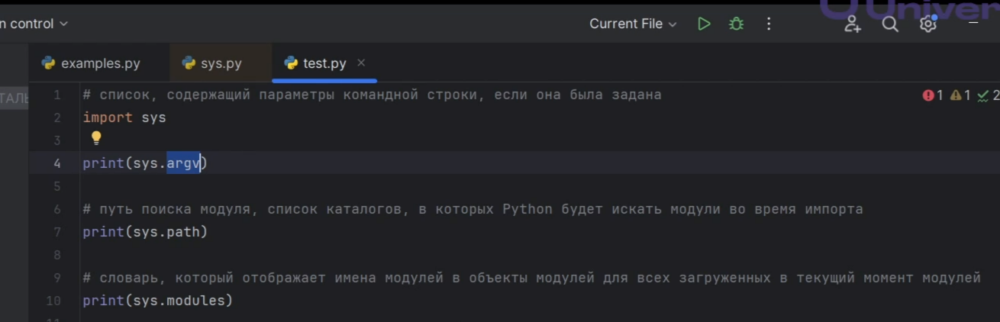 Univer
n control
Current File
examples.py
sys.py
test.py
ТАЛЬ
1 # список, содержащий параметры командной строки, если она была задана
1 1 2
2 import sys
3
4 print(sys.argv)
5
6 # путь поиска модуля, список каталогов, в которых Python будет искать модули во время импорта
7 print(sys.path)
8
9 # словарь, который отображает имена модулей в объекты модулей для всех загруженных в текущий момент модулей
10 print(sys.modules)
11